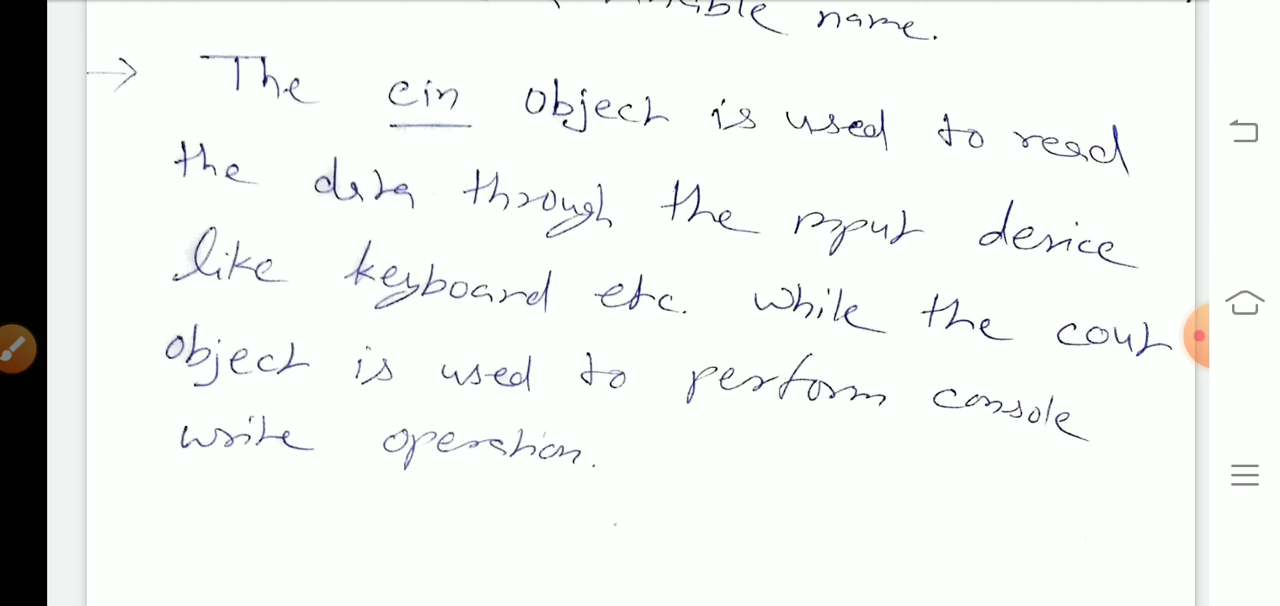 name.
→ The cin object is used to read
the data through the input device
like keyboard etc. while the cout
object is used to perform console
write operation.